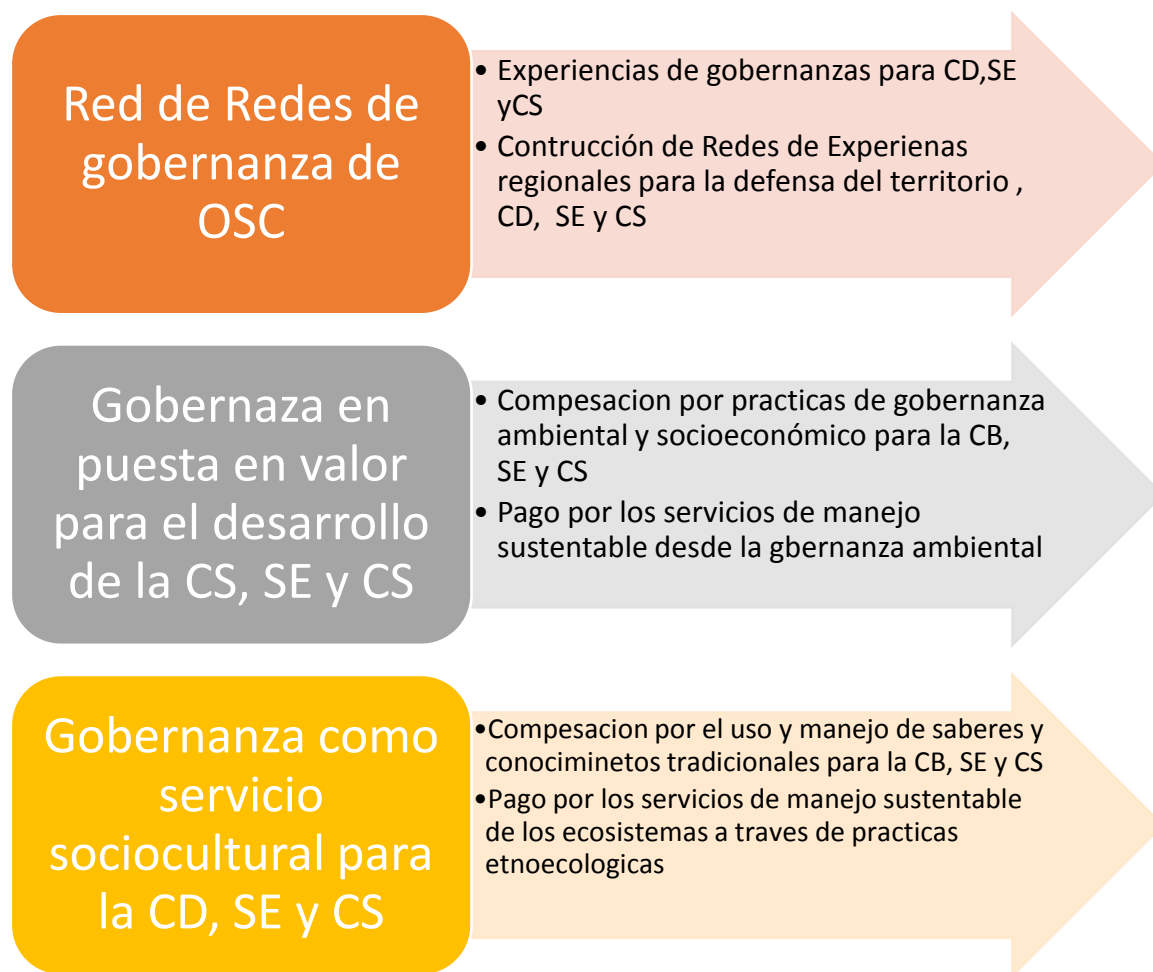 Red de Redes de
gobernanza de
OSC
• Experiencias de gobernanzas para CD,SE
yCS
• Contrucción de Redes de Experienas
regionales para la defensa del territorio ,
CD, SE y CS
Gobernaza en
puesta en valor
para el desarrollo
de la CS, SE y CS
• Compesacion por practicas de gobernanza
ambiental y socioeconómico para la CB,
SE y CS
• Pago por los servicios de manejo
sustentable desde la gbernanza ambiental
Gobernanza como
servicio
sociocultural para
la CD, SE y CS
•Compesacion por el uso y manejo de saberes y
conociminetos tradicionales para la CB, SE y CS
•Pago por los servicios de manejo sustentable
de los ecosistemas a traves de practicas
etnoecologicas